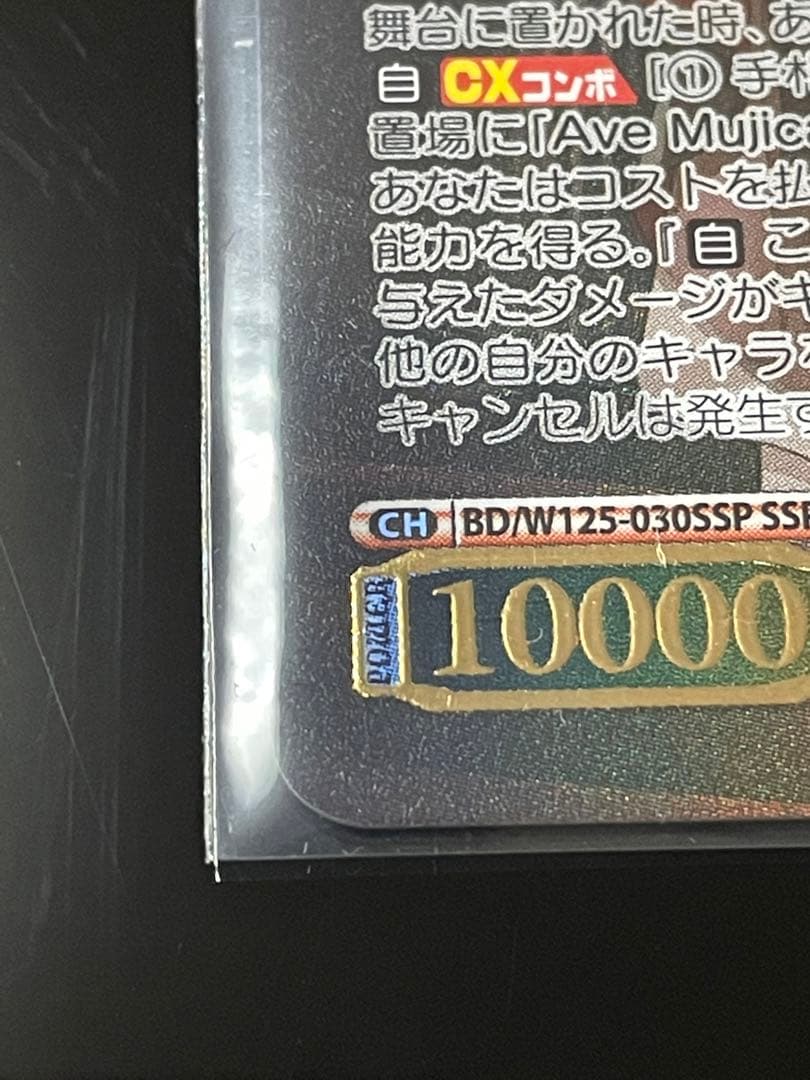 舞台に置かれた時、あ
自 CXコンボ [① 手札
置場に「Ave Mujica
あなたはコストを払
能力を得る。『自 こ
与えたダメージがキ
他の自分のキャラ
キャンセルは発生す
CH BD/W125-030SSP SSP
POWER 10000